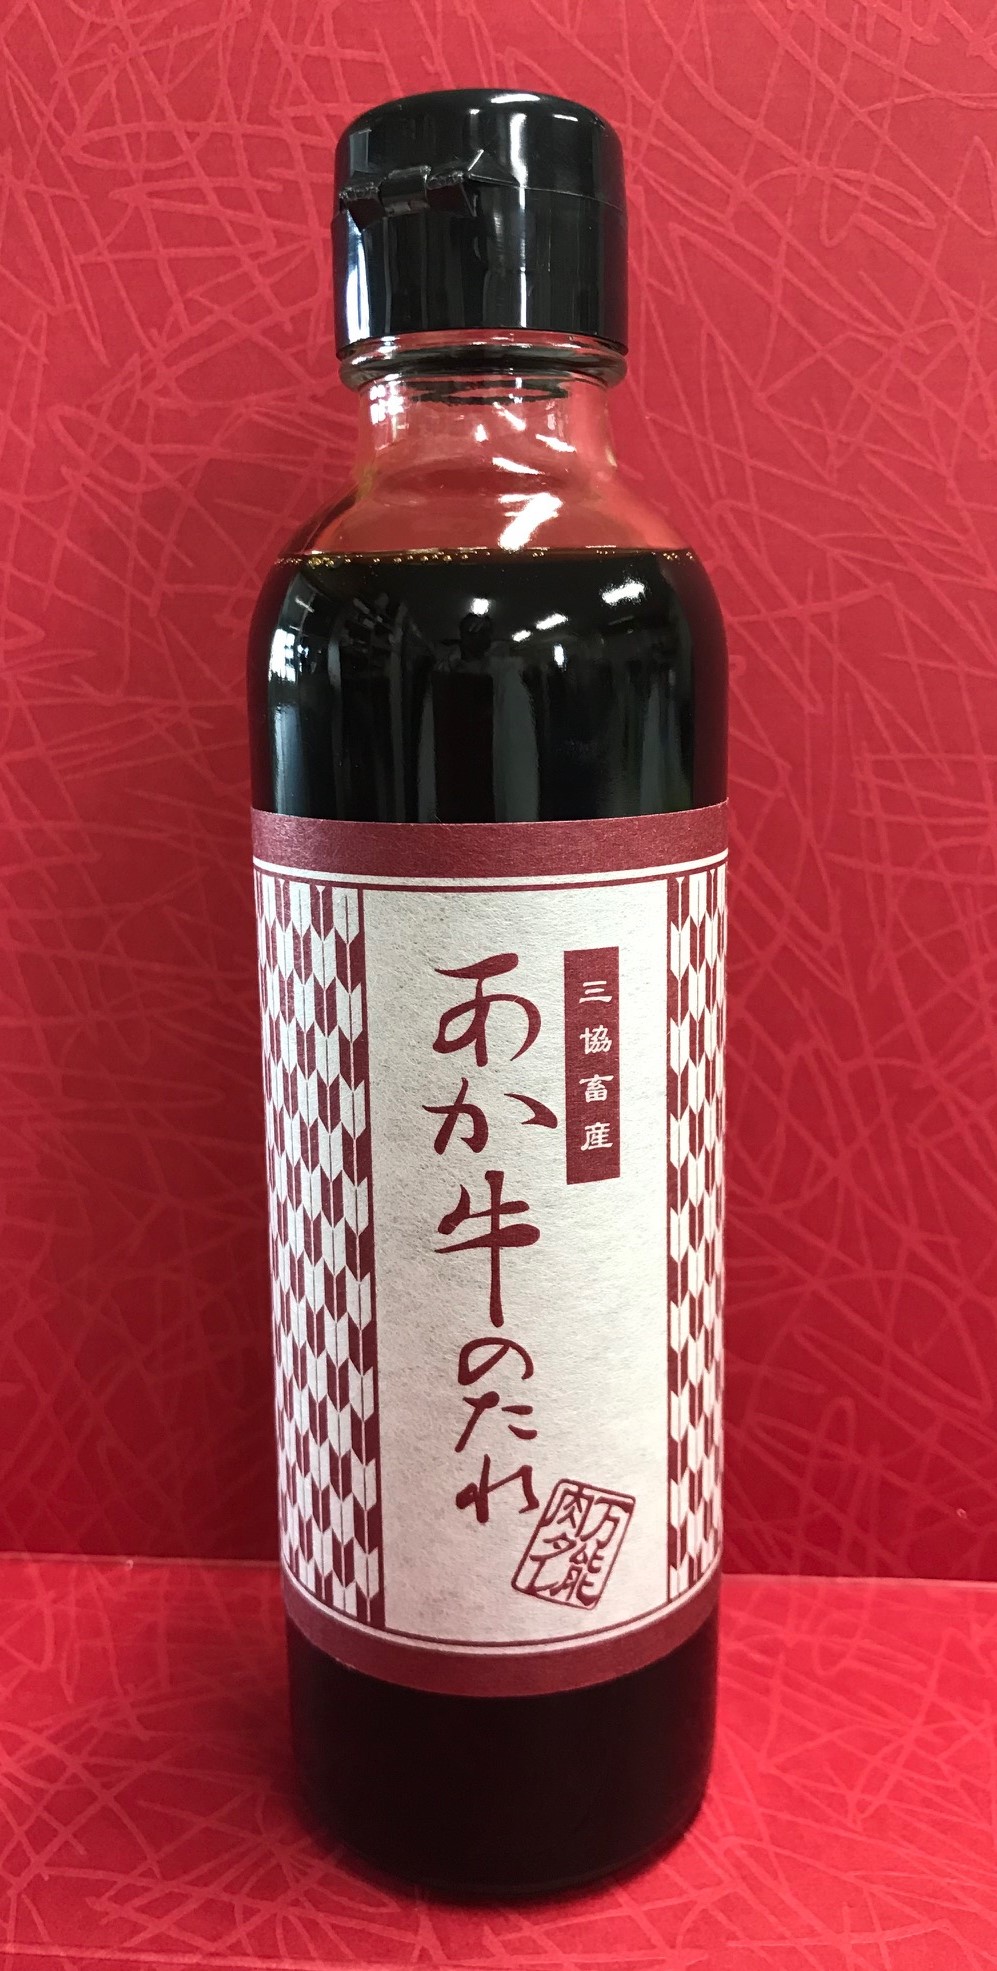 三協畜産
あか牛のたれ
万能
肉タレ